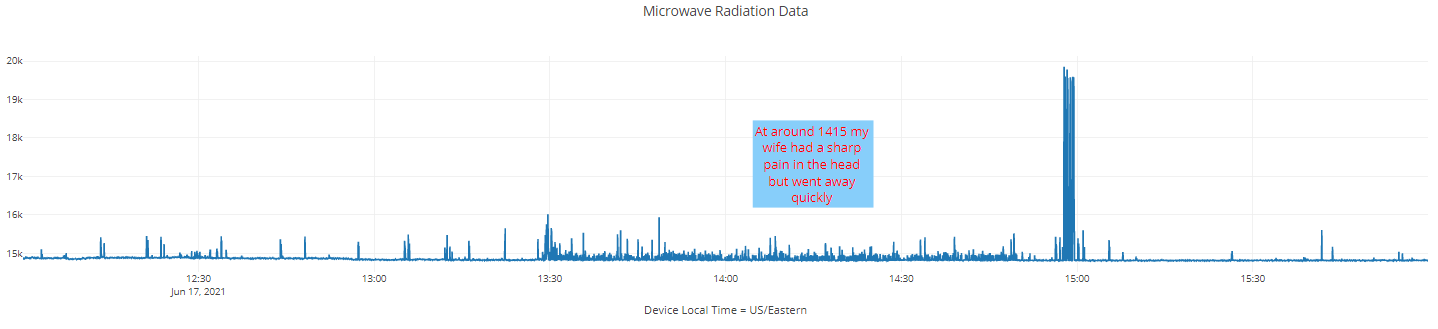 Microwave Radiation Data
20k
19k
18k
17k
16k
15k
At around 1415 my
wife had a sharp
pain in the head
but went away
quickly
12:30
13:00
13:30
14:00
14:30
15:00
15:30
Jun 17, 2021
Device Local Time = US/Eastern